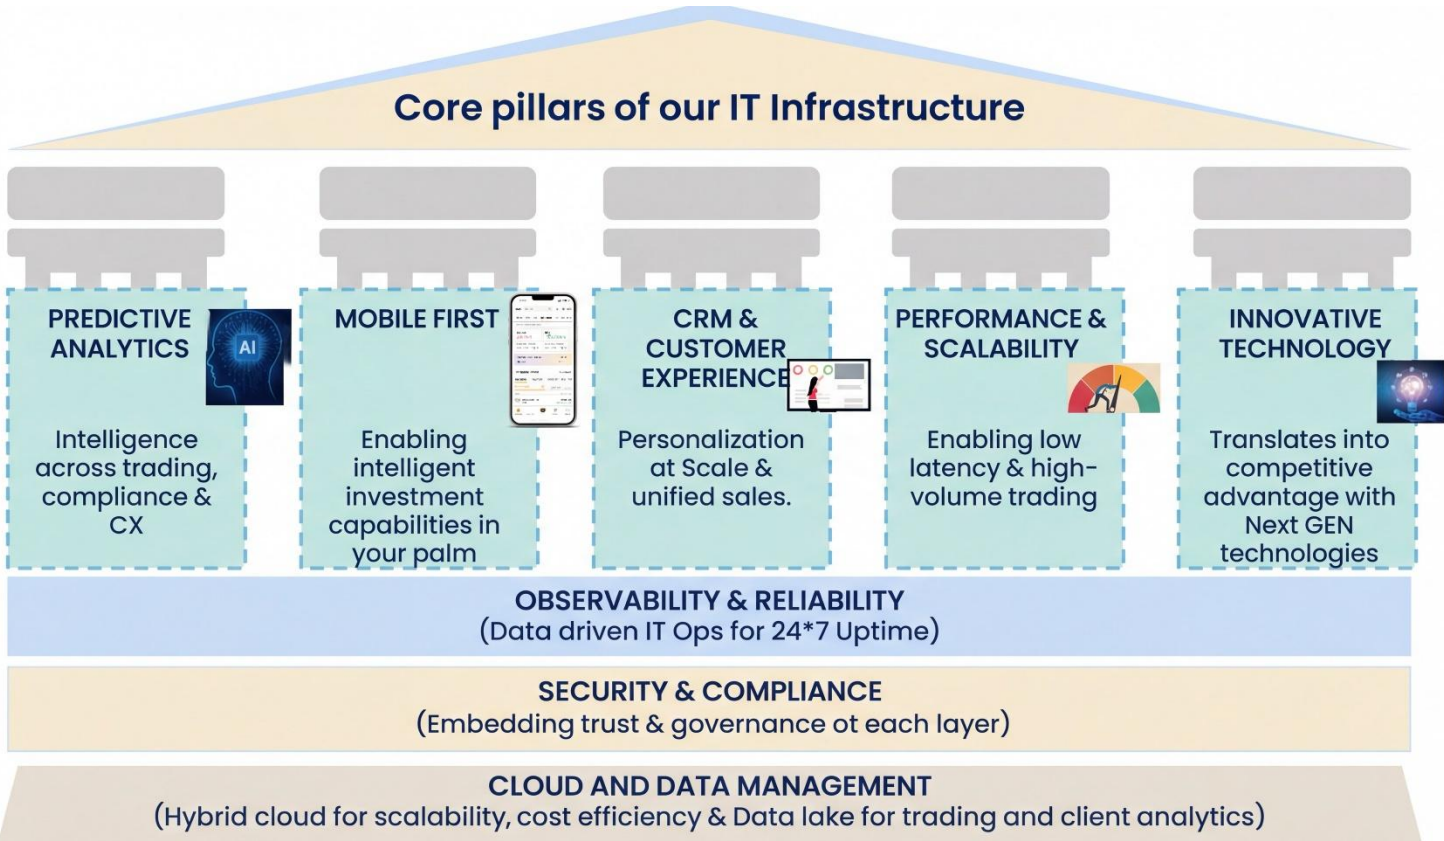 Core pillars of our IT Infrastructure
PREDICTIVE
ANALYTICS
AI
Intelligence
across trading,
compliance &
CX
MOBILE FIRST
Enabling
intelligent
investment
capabilities in
your palm
CRM &
CUSTOMER
EXPERIENCE
Personalization
at Scale &
unified sales.
PERFORMANCE &
SCALABILITY
Enabling low
latency & high-
volume trading
INNOVATIVE
TECHNOLOGY
Translates into
competitive
advantage with
Next GEN
technologies
OBSERVABILITY & RELIABILITY
(Data driven IT Ops for 24*7 Uptime)
SECURITY & COMPLIANCE
(Embedding trust & governance ot each layer)
CLOUD AND DATA MANAGEMENT
(Hybrid cloud for scalability, cost efficiency & Data lake for trading and client analytics)